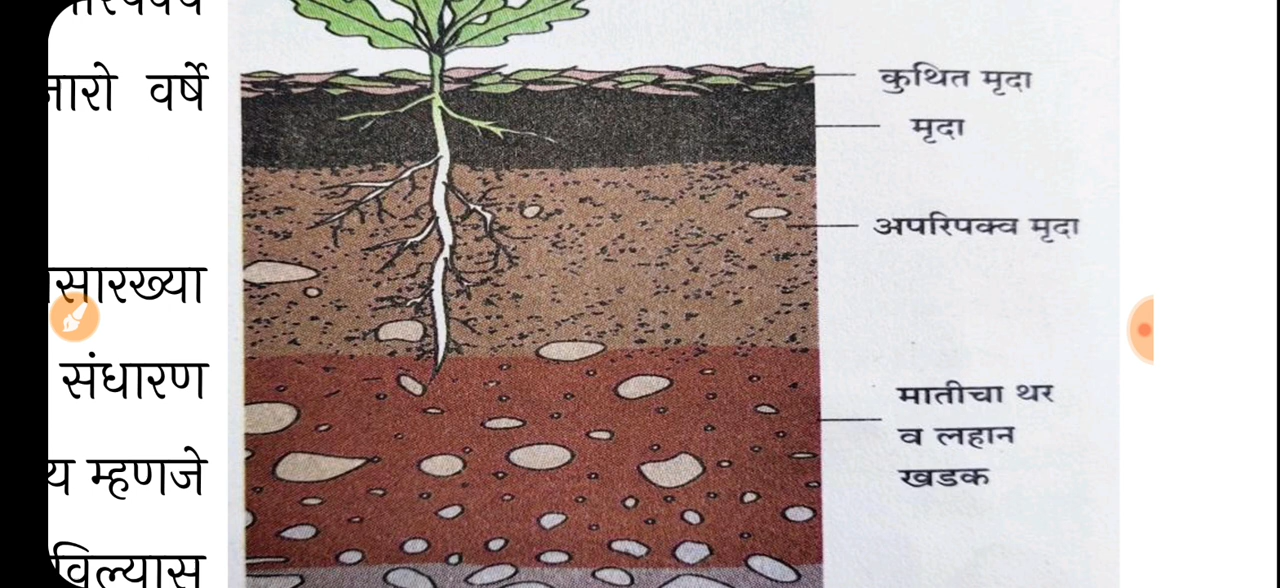 जारो वर्षे
सारख्या
संधारण
य म्हणजे
विल्यास
कुथित मृदा
मृदा
अपरिपक्व मृदा
मातीचा थर
व लहान
खडक